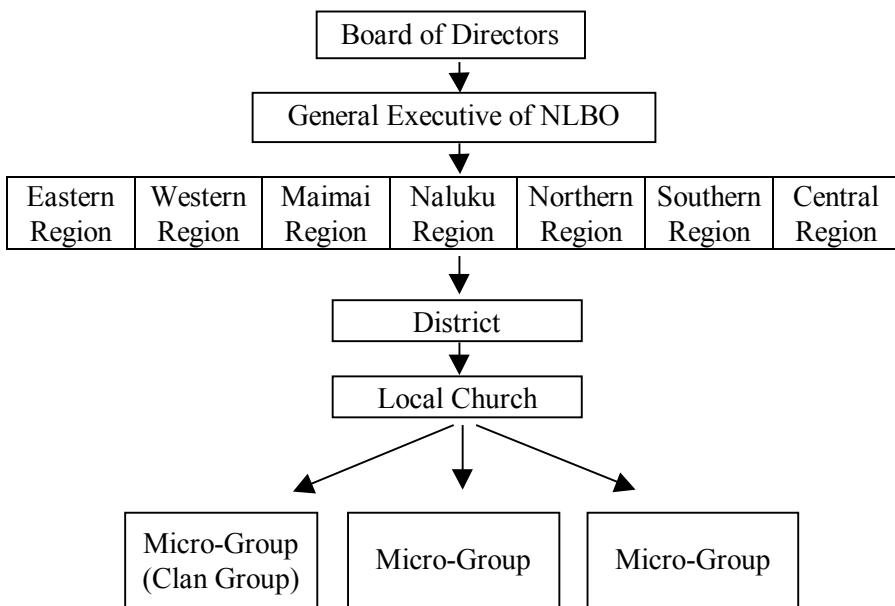 Board of Directors
General Executive of NLBO
Eastern Region
Western Region
Maimai Region
Naluku Region
Northern Region
Southern Region
Central Region
District
Local Church
Micro-Group
(Clan Group)
Micro-Group
Micro-Group